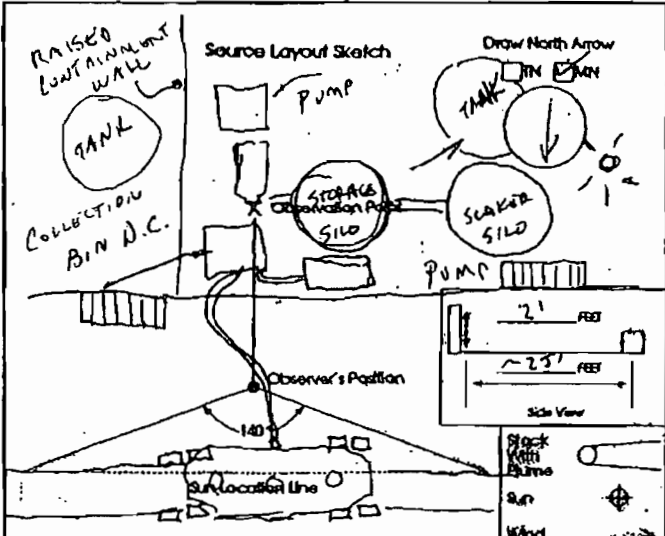 RAISED
CONTAINMENT
WALL
Source Layout Sketch
Draw North Arrow
TN MN
PUMP
TANK
TANK
STORAGE
Observation Point
SILO
SLAKER
SILO
COLLECTION
BIN N.C.
PUMP
2' FEET
~25' FEET
Side View
Observer's Position
140
Sun Location Line
Stack
With
Plume
Sun
Wind